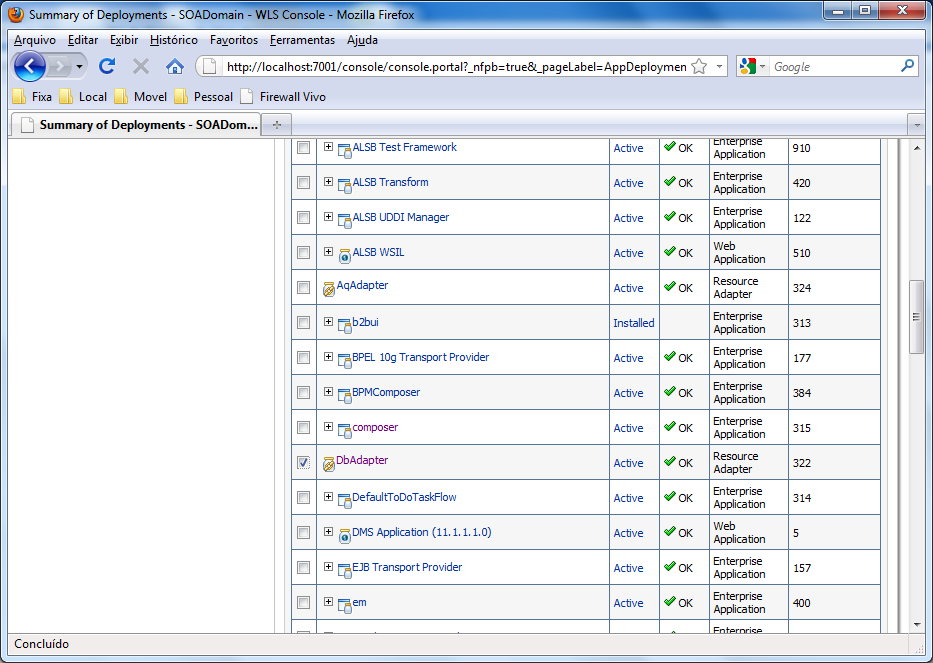 Summary of Deployments - SOADomain - WLS Console - Mozilla Firefox
Arquivo Editar Exibir Histórico Favoritos Ferramentas Ajuda
http://localhost:7001/console/console.portal?_nfpb=true&_pageLabel=AppDeploymen
Google
Fixa Local Movel Pessoal Firewall Vivo
Summary of Deployments - SOADom...
ALSB Test Framework Active OK Enterprise Application 910
ALSB Transform Active OK Enterprise Application 420
ALSB UDDI Manager Active OK Enterprise Application 122
ALSB WSIL Active OK Web Application 510
AqAdapter Active OK Resource Adapter 324
b2bui Installed Enterprise Application 313
BPEL 10g Transport Provider Active OK Enterprise Application 177
BPMComposer Active OK Enterprise Application 384
composer Active OK Enterprise Application 315
DbAdapter Active OK Resource Adapter 322
DefaultToDoTaskFlow Active OK Enterprise Application 314
DMS Application (11.1.1.1.0) Active OK Web Application 5
EJB Transport Provider Active OK Enterprise Application 157
em Active OK Enterprise Application 400
Enterprise
Concluído